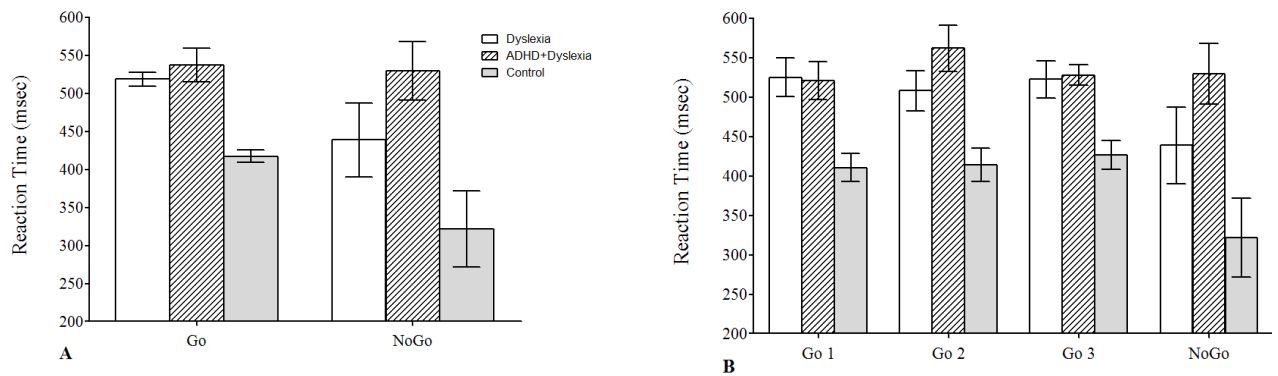 Reaction Time (msec)
600
550
500
450
400
350
300
250
200
Dyslexia
ADHD+Dyslexia
Control
Go
NoGo
A
Reaction Time (msec)
600
550
500
450
400
350
300
250
200
Go 1
Go 2
Go 3
NoGo
B